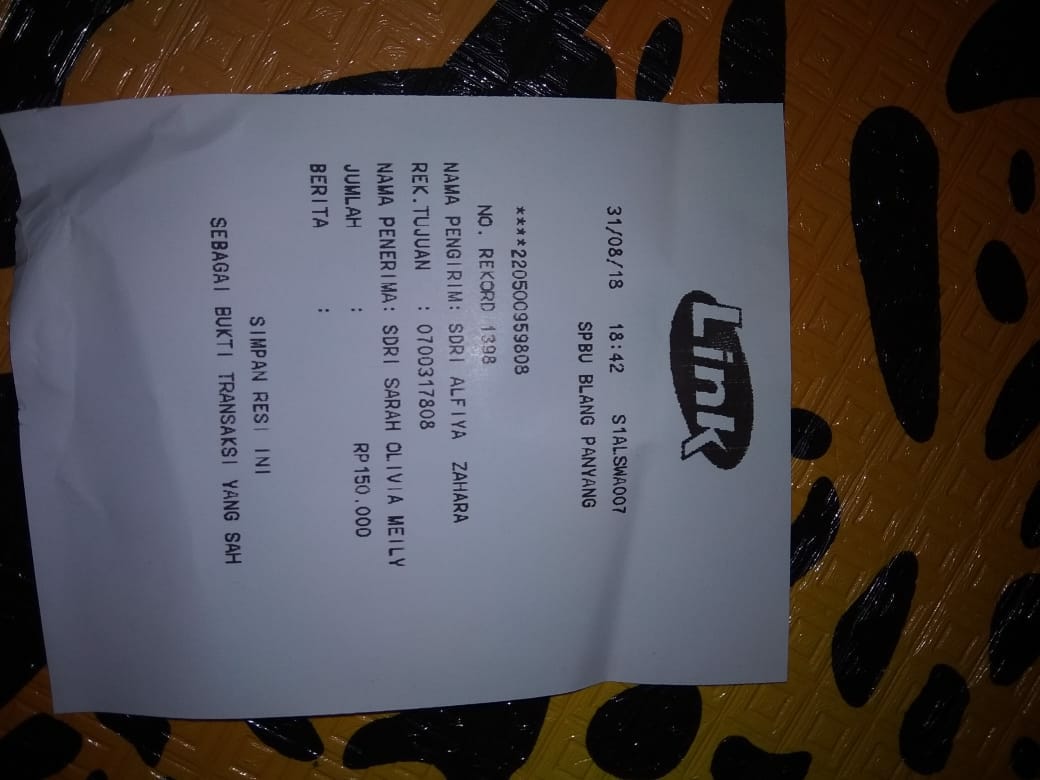 Link
31/08/18 18:42 S1ALSWA007
SPBU BLANG PANYANG
****220500959808
NO. REKORD 1398
NAMA PENGIRIM: SDRI ALFIYA ZAHARA
REK.TUJUAN : 0700317808
NAMA PENERIMA: SDRI SARAH OLIVIA MEILY
JUMLAH : RP150.000
BERITA :
SIMPAN RESI INI
SEBAGAI BUKTI TRANSAKSI YANG SAH